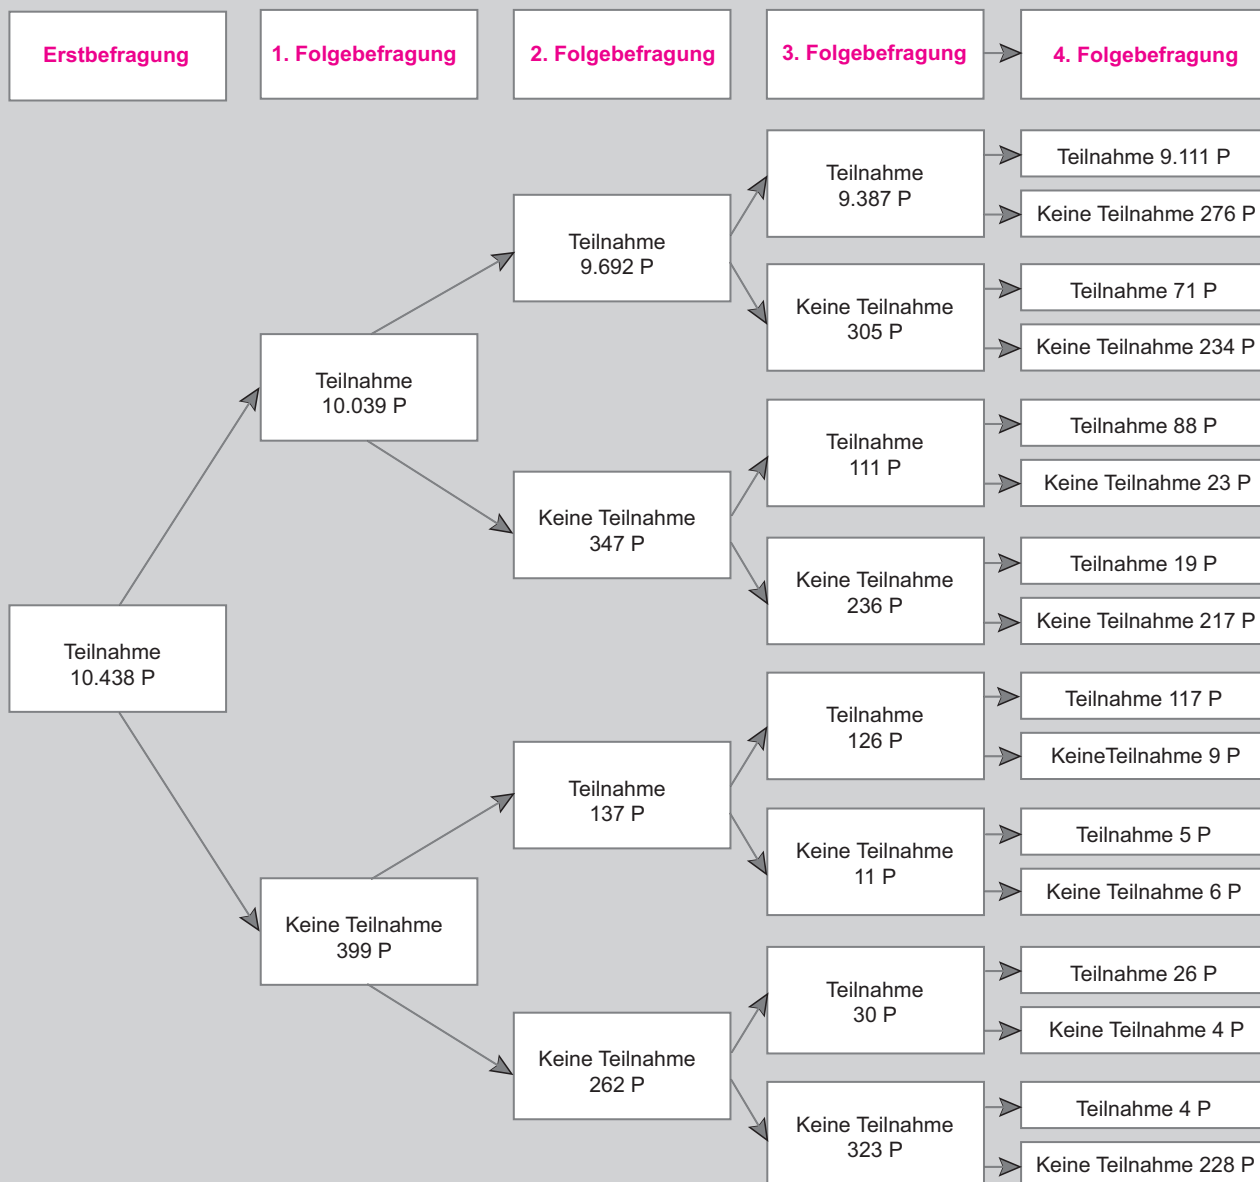 Erstbefragung
1. Folgebefragung
2. Folgebefragung
3. Folgebefragung
4. Folgebefragung
Teilnahme
10.438 P
Teilnahme
10.039 P
Keine Teilnahme
399 P
Teilnahme
9.692 P
Keine Teilnahme
347 P
Teilnahme
137 P
Keine Teilnahme
262 P
Teilnahme
9.387 P
Keine Teilnahme
305 P
Teilnahme
111 P
Keine Teilnahme
236 P
Teilnahme
126 P
Keine Teilnahme
11 P
Teilnahme
30 P
Keine Teilnahme
323 P
Teilnahme 9.111 P
Keine Teilnahme 276 P
Teilnahme 71 P
Keine Teilnahme 234 P
Teilnahme 88 P
Keine Teilnahme 23 P
Teilnahme 19 P
Keine Teilnahme 217 P
Teilnahme 117 P
KeineTeilnahme 9 P
Teilnahme 5 P
Keine Teilnahme 6 P
Teilnahme 26 P
Keine Teilnahme 4 P
Teilnahme 4 P
Keine Teilnahme 228 P